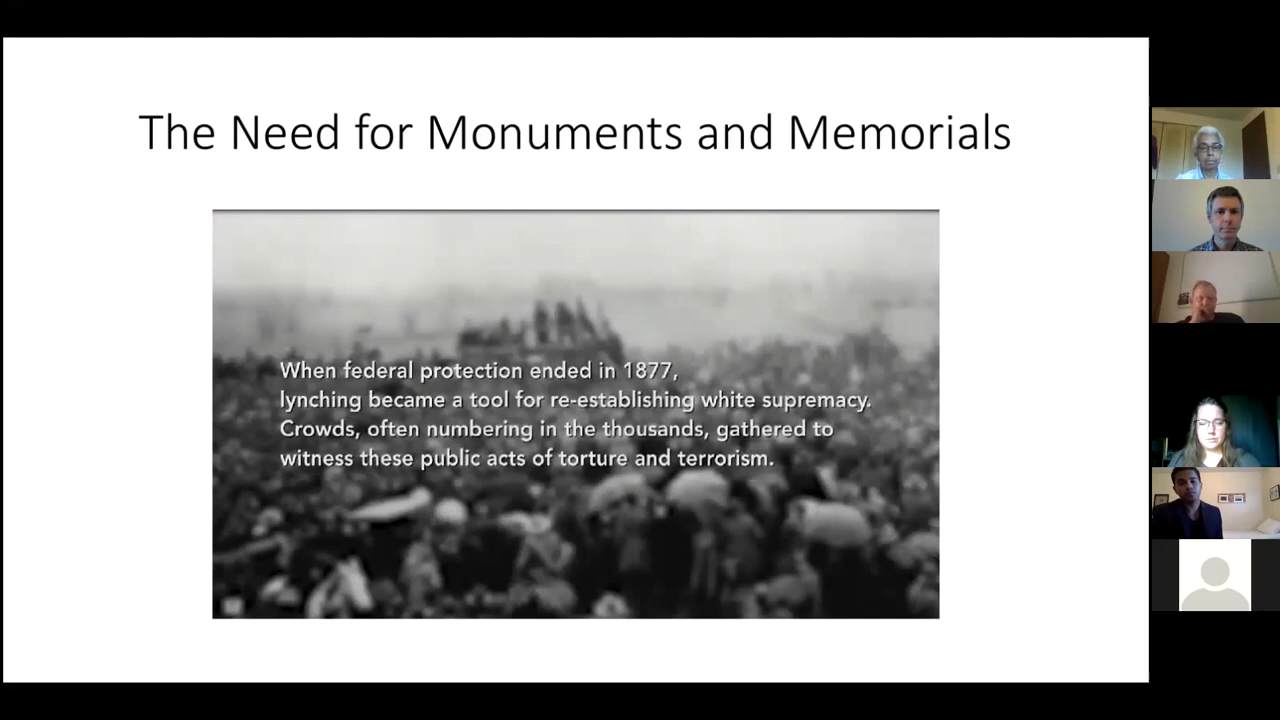 The Need for Monuments and Memorials
When federal protection ended in 1877,
lynching became a tool for re-establishing white supremacy.
Crowds, often numbering in the thousands, gathered to
witness these public acts of torture and terrorism.